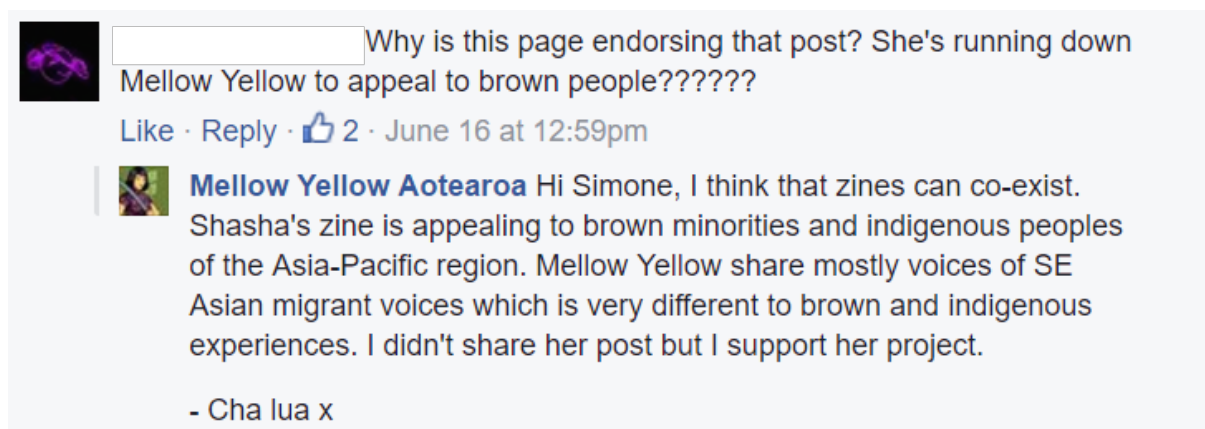 Why is this page endorsing that post? She's running down
Mellow Yellow to appeal to brown people??????
Like · Reply · 2 · June 16 at 12:59pm
Mellow Yellow Aotearoa Hi Simone, I think that zines can co-exist.
Shasha's zine is appealing to brown minorities and indigenous peoples
of the Asia-Pacific region. Mellow Yellow share mostly voices of SE
Asian migrant voices which is very different to brown and indigenous
experiences. I didn't share her post but I support her project.
- Cha lua x